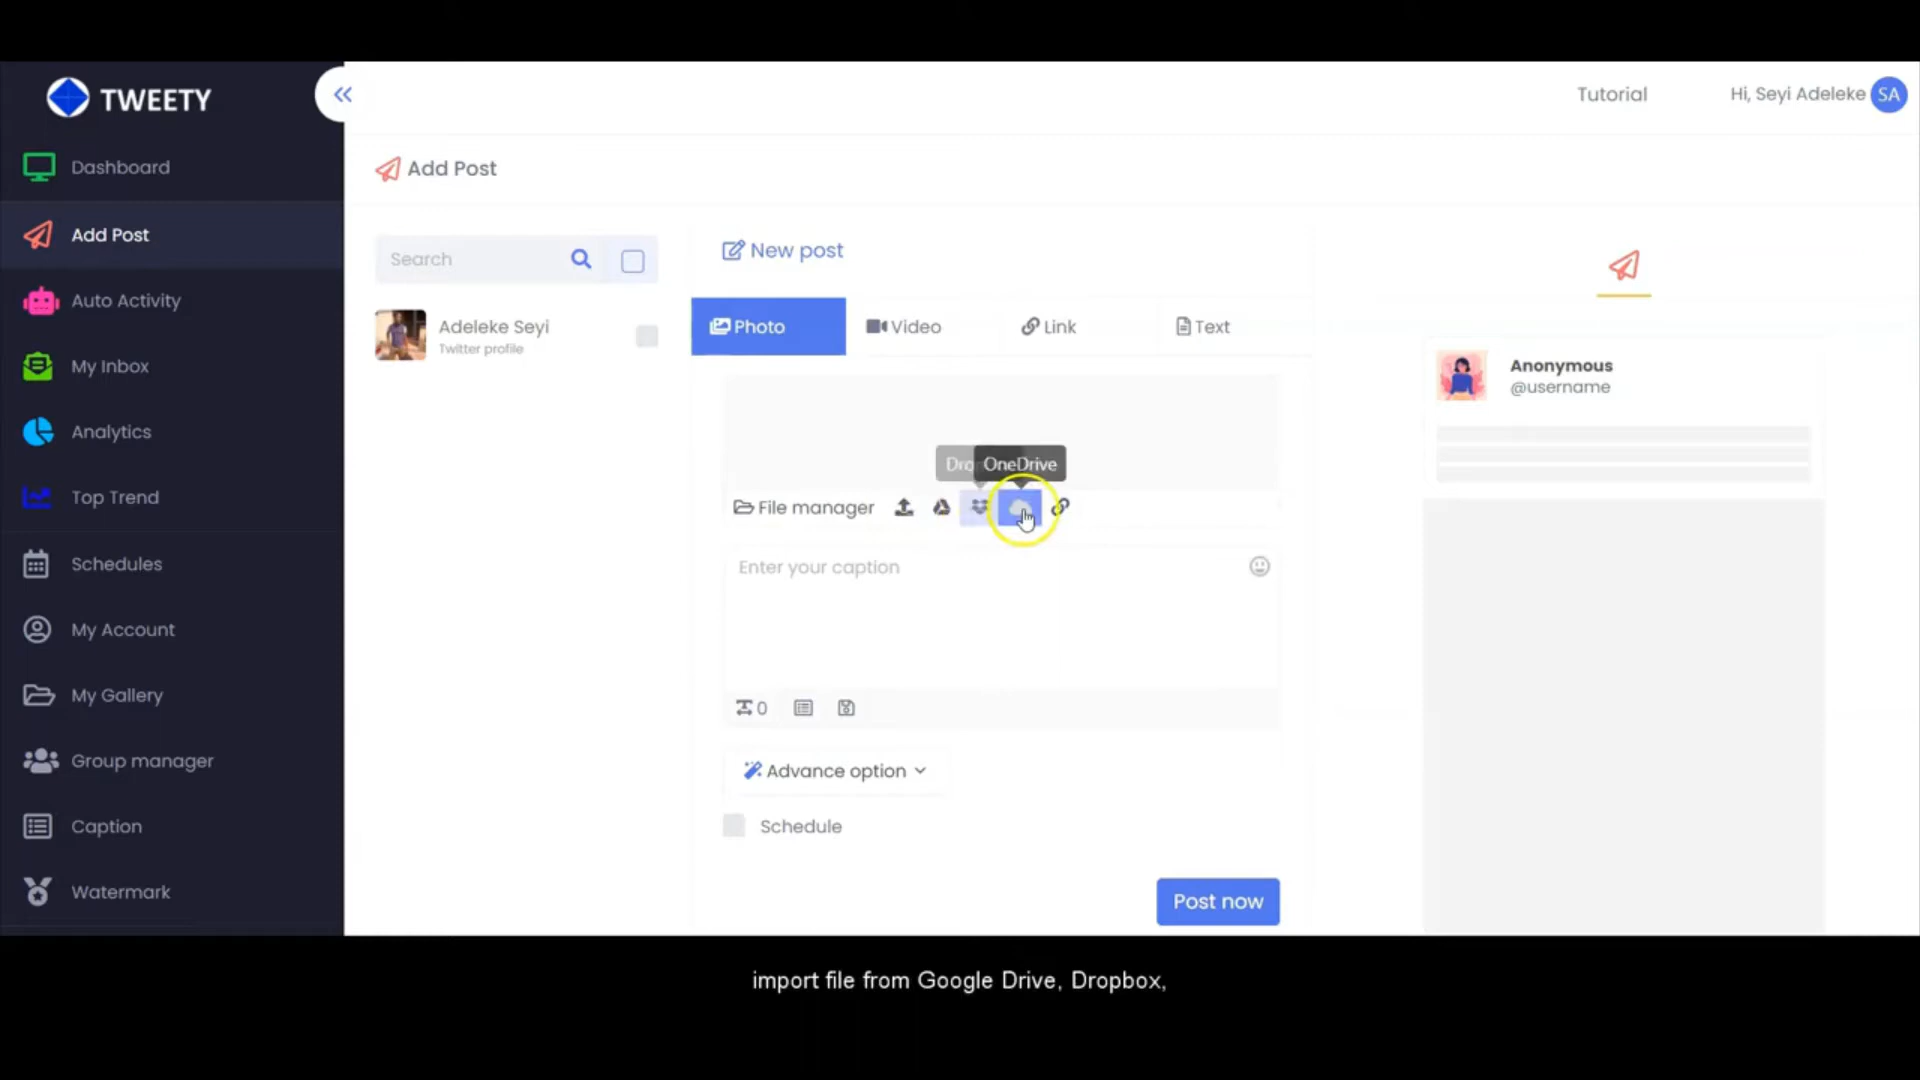 TWEETY
Tutorial
Hi, Seyi Adeleke SA
Dashboard
Add Post
Auto Activity
My Inbox
Analytics
Top Trend
Schedules
My Account
My Gallery
Group manager
Caption
Watermark
Add Post
Search
Adeleke Seyi
Twitter profile
New post
Photo Video Link Text
Dro OneDrive
File manager
Enter your caption
0
Advance option
Schedule
Post now
Anonymous
@username
import file from Google Drive, Dropbox,